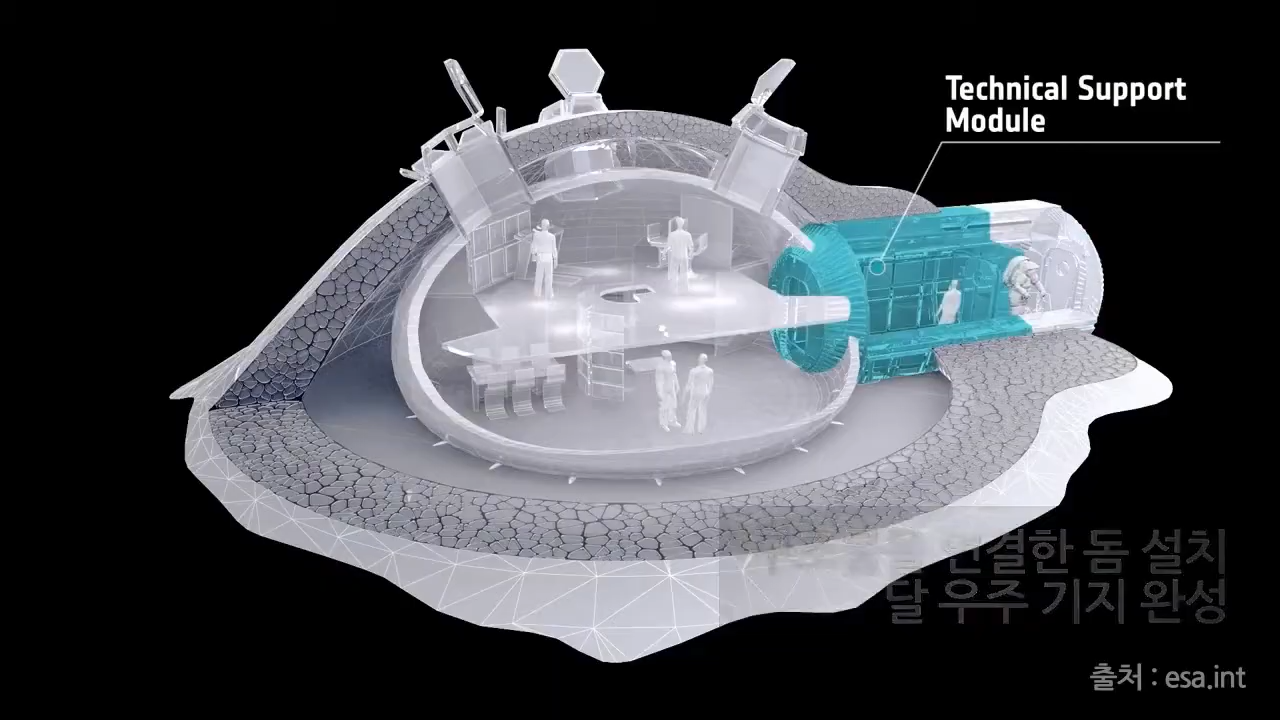 Technical Support
Module
연결한 돔 설치
달 우주 기지 완성
출처 : esa.int